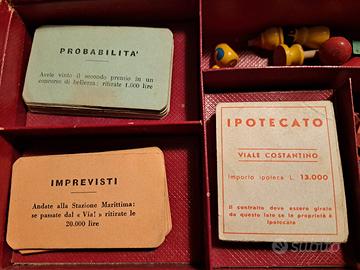 PROBABILITA'
Avete vinto il secondo premio in un
concorso di bellezza: ritirate 1.000 lire
IMPREVISTI
Andate alla Stazione Marittima:
se passate dal « Via! » ritirate le
20.000 lire
IPOTECATO
VIALE COSTANTINO
Importo ipoteca L. 13.000
Il contratto deve essere girato
da questo lato se la proprietà è
ipotecata
subito